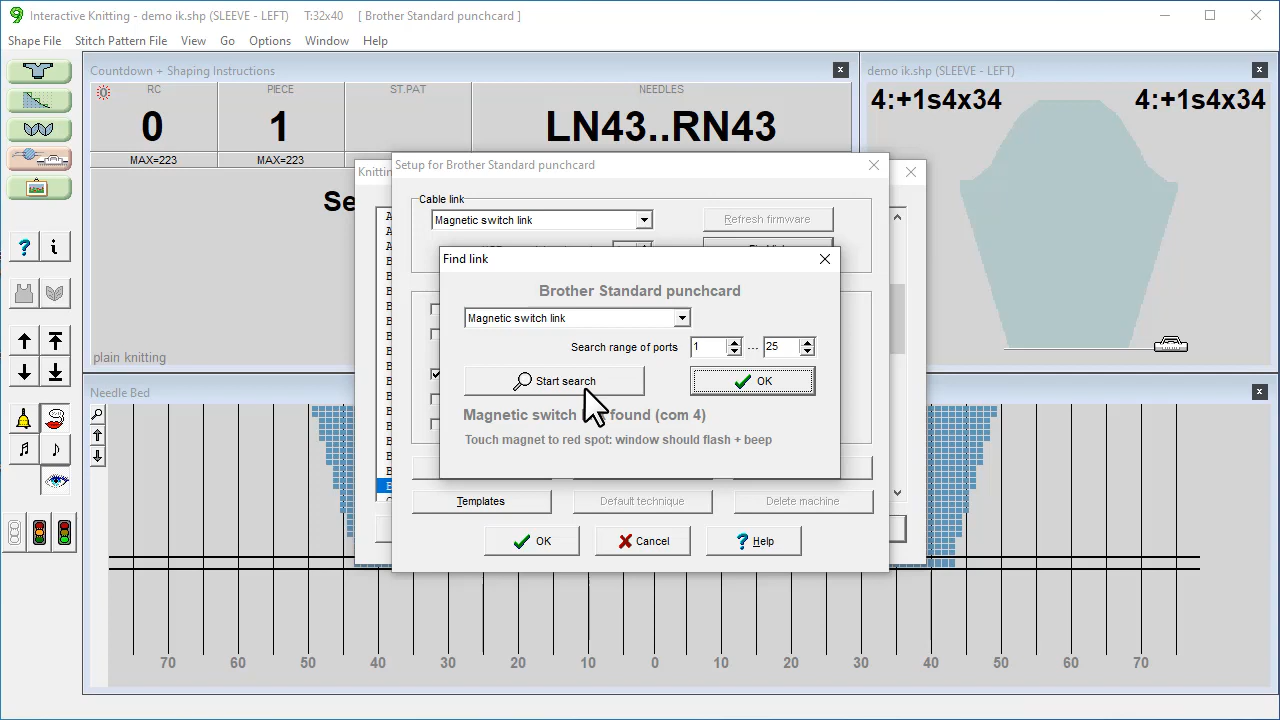 Interactive Knitting - demo ik.shp (SLEEVE - LEFT) T:32x40 [ Brother Standard punchcard ]
Shape File Stitch Pattern File View Go Options Window Help
Countdown + Shaping Instructions
RC PIECE ST.PAT NEEDLES
0 1 LN43..RN43
MAX=223 MAX=223
Se
plain knitting
demo ik.shp (SLEEVE - LEFT)
4:+1s4x34 4:+1s4x34
Knittin
Setup for Brother Standard punchcard
Cable link
Magnetic switch link
Refresh firmware
Find link
Brother Standard punchcard
Magnetic switch link
Search range of ports 1 ... 25
Start search OK
Magnetic switch found (com 4)
Touch magnet to red spot: window should flash + beep
Templates Default technique Delete machine
OK Cancel Help
Needle Bed
70 60 50 40 30 20 10 0 10 20 30 40 50 60 70